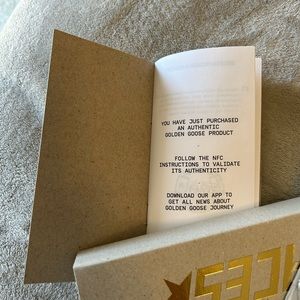 YOU HAVE JUST PURCHASED
AN AUTHENTIC
GOLDEN GOOSE PRODUCT
FOLLOW THE NFC
INSTRUCTIONS TO VALIDATE
ITS AUTHENTICITY
DOWNLOAD OUR APP TO
GET ALL NEWS ABOUT
GOLDEN GOOSE JOURNEY